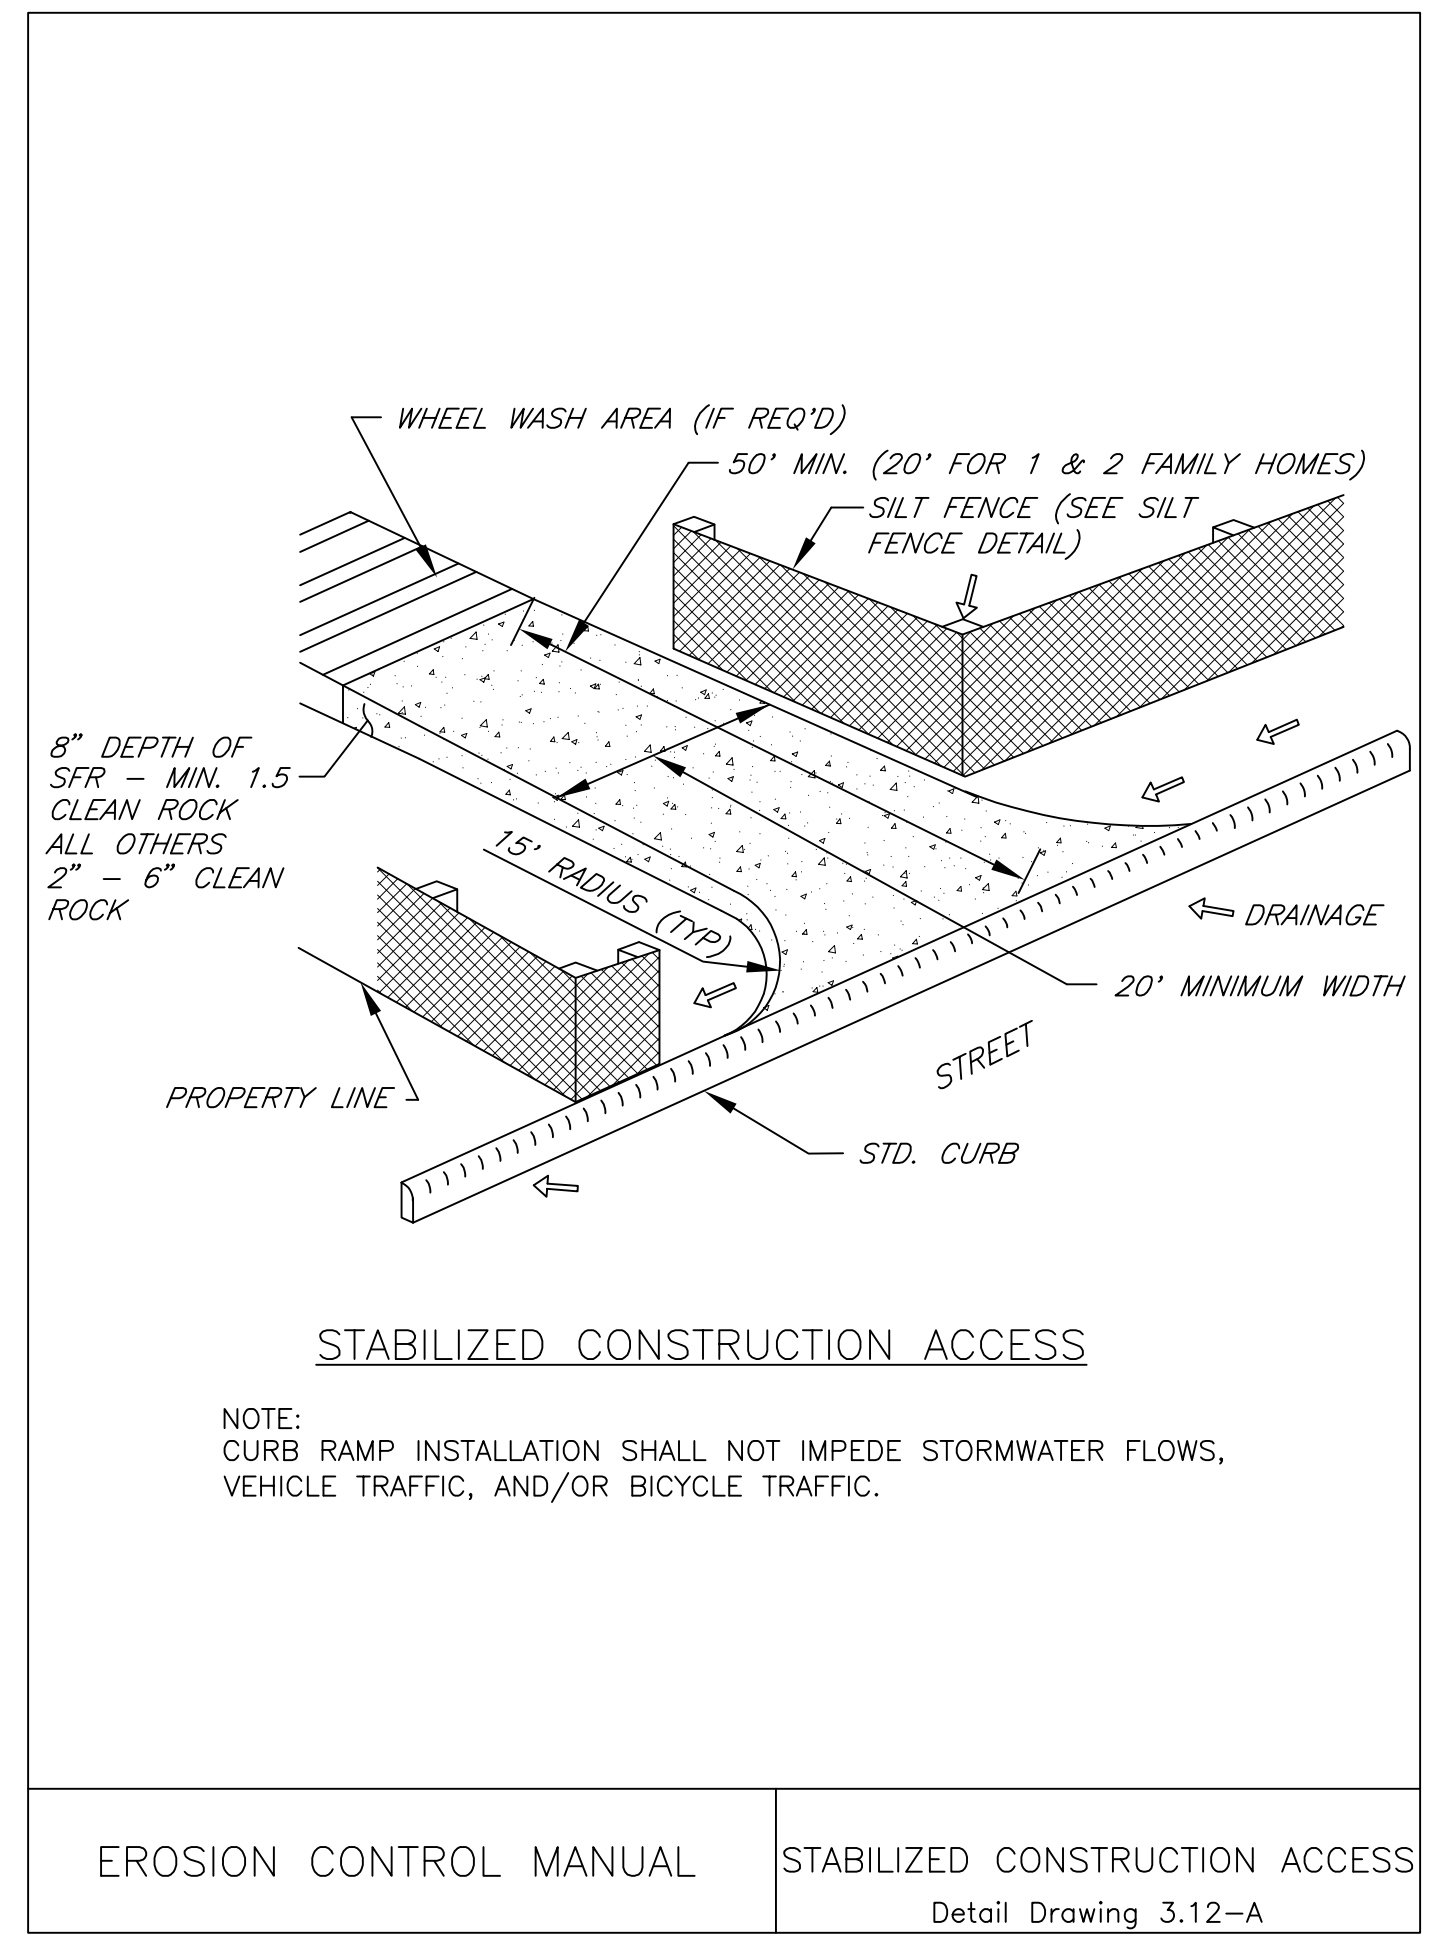 WHEEL WASH AREA (IF REQ'D)
50' MIN. (20' FOR 1 & 2 FAMILY HOMES)
SILT FENCE (SEE SILT
FENCE DETAIL)
8" DEPTH OF
SFR – MIN. 1.5
CLEAN ROCK
ALL OTHERS
2" – 6" CLEAN
ROCK
15' RADIUS (TYP)
DRAINAGE
20' MINIMUM WIDTH
STREET
PROPERTY LINE
STD. CURB
STABILIZED CONSTRUCTION ACCESS
NOTE:
CURB RAMP INSTALLATION SHALL NOT IMPEDE STORMWATER FLOWS,
VEHICLE TRAFFIC, AND/OR BICYCLE TRAFFIC.
EROSION CONTROL MANUAL
STABILIZED CONSTRUCTION ACCESS
Detail Drawing 3.12–A